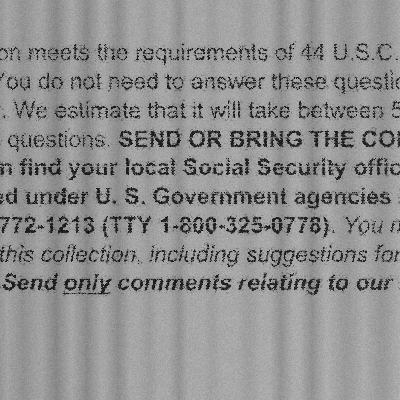 on meets the requirements of 44 U.S.C.
You do not need to answer these questio
. We estimate that it will take between 5
questions. SEND OR BRING THE CO
n find your local Social Security offic
ed under U. S. Government agencies
772-1213 (TTY 1-800-325-0778). You m
this collection, including suggestions for
Send only comments relating to our